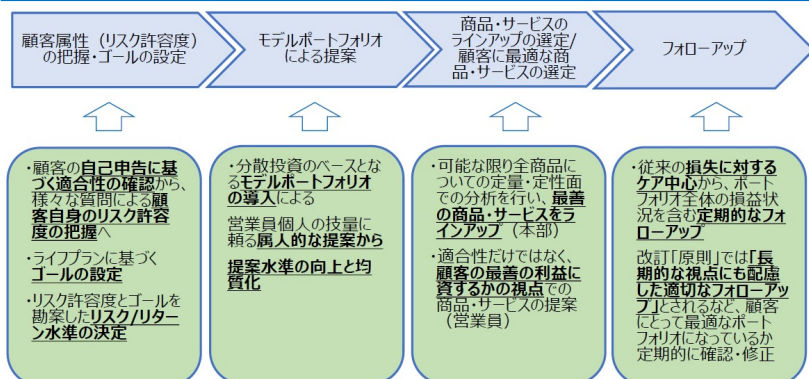 顧客属性（リスク許容度）
の把握・ゴールの設定
モデルポートフォリオ
による提案
商品・サービスの
ラインアップの選定/
顧客に最適な商
品・サービスの選定
フォローアップ
・顧客の自己申告に基
づく適合性の確認から、
様々な質問による顧
客自身のリスク許容
度の把握へ
・ライフプランに基づく
ゴールの設定
・リスク許容度とゴールを
勘案したリスク/リター
ン水準の決定
・分散投資のベースとな
るモデルポートフォリオ
の導入による
営業員個人の技量に
頼る属人的な提案から
提案水準の向上と均
質化
・可能な限り全商品に
ついての定量・定性面
での分析を行い、最善
の商品・サービスをラ
インアップ（本部）
・適合性だけではなく、
顧客の最善の利益に
資するかの視点での
商品・サービスの提案
（営業員）
・従来の損失に対する
ケア中心から、ポート
フォリオ全体の損益状
況を含む定期的なフォ
ローアップ
改訂「原則」では「長
期的な視点にも配慮
した適切なフォローアッ
プ」とされるなど、顧客
にとって最適なポート
フォリオになっているか
定期的に確認・修正